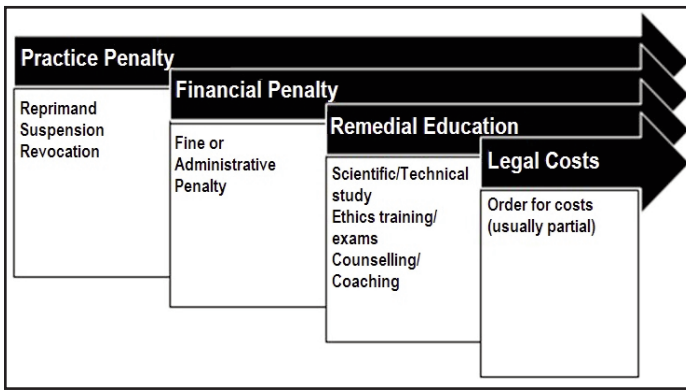 Practice Penalty
Reprimand
Suspension
Revocation
Financial Penalty
Fine or
Administrative
Penalty
Remedial Education
Scientific/Technical
study
Ethics training/
exams
Counselling/
Coaching
Legal Costs
Order for costs
(usually partial)